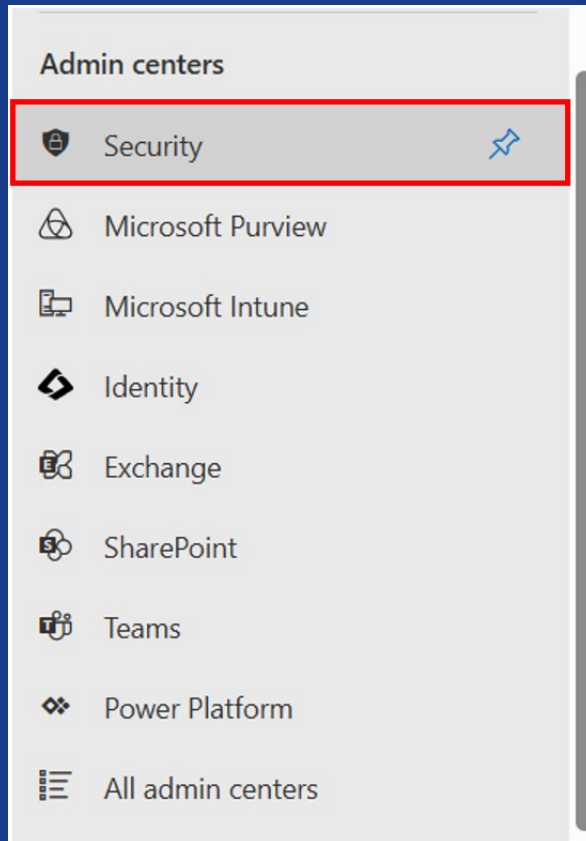 Admin centers
Security
Microsoft Purview
Microsoft Intune
Identity
Exchange
SharePoint
Teams
Power Platform
All admin centers